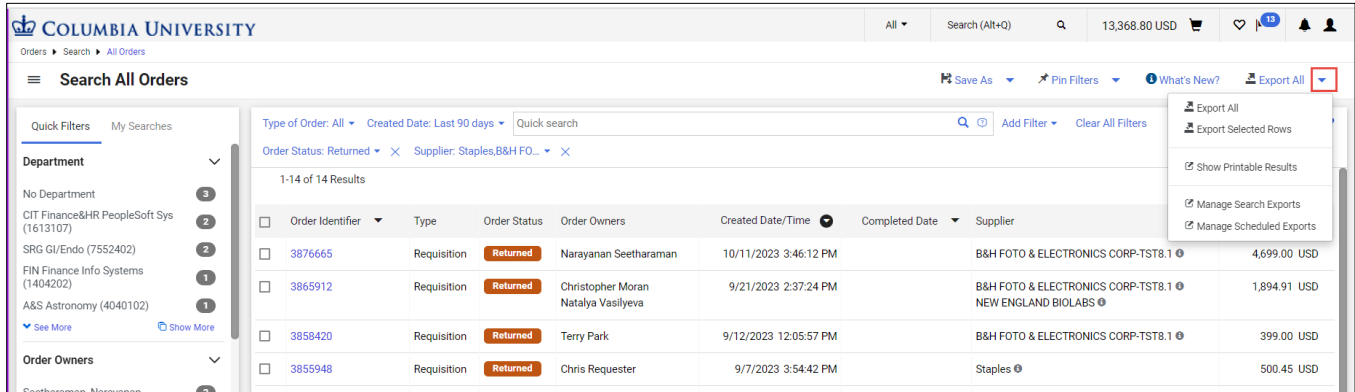 COLUMBIA UNIVERSITY
All
Search (Alt+Q)
13,368.80 USD
13
Orders
Search
All Orders
Search All Orders
Save As
Pin Filters
What's New?
Export All
Export All
Export Selected Rows
Show Printable Results
Manage Search Exports
Manage Scheduled Exports
Quick Filters
My Searches
Department
No Department
3
CIT Finance&HR PeopleSoft Sys
(1613107)
2
SRG GI/Endo (7552402)
2
FIN Finance Info Systems
(1404202)
1
A&S Astronomy (4040102)
1
See More
Show More
Order Owners
Type of Order: All
Created Date: Last 90 days
Quick search
Add Filter
Clear All Filters
Order Status: Returned
Supplier: Staples,B&H FO...
1-14 of 14 Results
Order Identifier
Type
Order Status
Order Owners
Created Date/Time
Completed Date
Supplier
3876665
Requisition
Returned
Narayanan Seetharaman
10/11/2023 3:46:12 PM
B&H FOTO & ELECTRONICS CORP-TST8.1
4,699.00 USD
3865912
Requisition
Returned
Christopher Moran
Natalya Vasilyeva
9/21/2023 2:37:24 PM
B&H FOTO & ELECTRONICS CORP-TST8.1
NEW ENGLAND BIOLABS
1,894.91 USD
3858420
Requisition
Returned
Terry Park
9/12/2023 12:05:57 PM
B&H FOTO & ELECTRONICS CORP-TST8.1
399.00 USD
3855948
Requisition
Returned
Chris Requester
9/7/2023 3:54:42 PM
Staples
500.45 USD